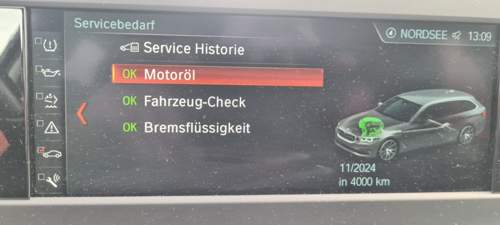 Servicebedarf
NORDSEE 13:09
Service Historie
OK Motoröl
OK Fahrzeug-Check
OK Bremsflüssigkeit
11/2024
in 4000 km